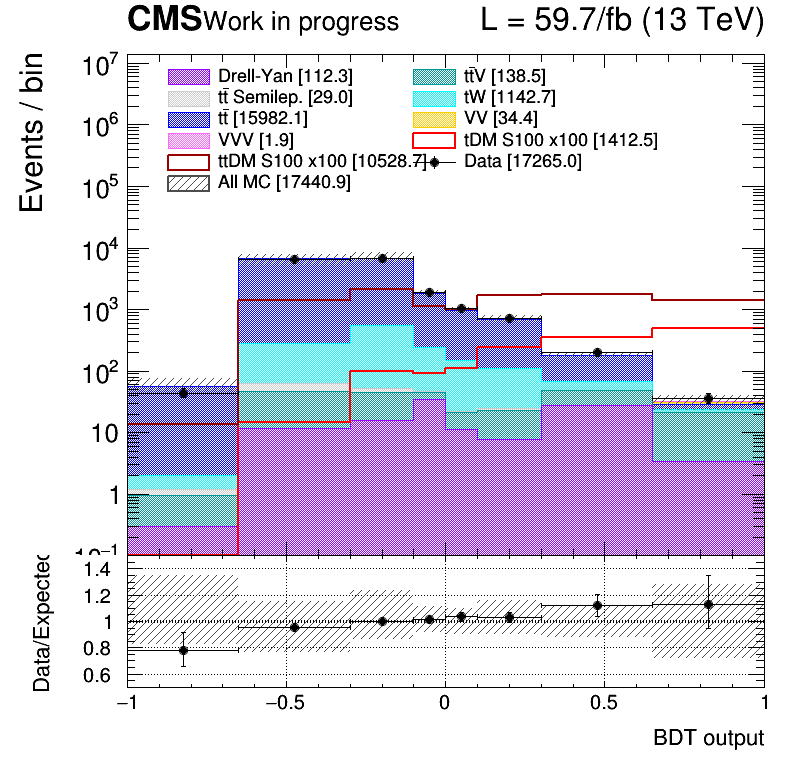 CMS Work in progress L = 59.7/fb (13 TeV)
Events / bin
Drell-Yan [112.3] tt̄V [138.5]
tt̄ Semilep. [29.0] tW [1142.7]
tt̄ [15982.1] VV [34.4]
VVV [1.9] tDM S100 x100 [1412.5]
ttDM S100 x100 [10528.7] Data [17265.0]
All MC [17440.9]
10⁷
10⁶
10⁵
10⁴
10³
10²
10
1
10⁻¹
Data/Expected
1.4
1.2
1
0.8
0.6
−1 −0.5 0 0.5 1
BDT output